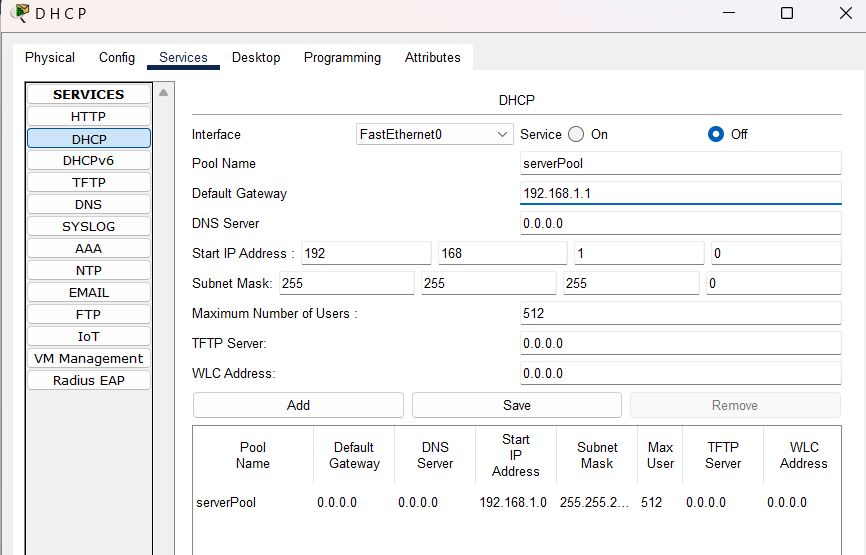 DHCP
Physical Config Services Desktop Programming Attributes
SERVICES
HTTP
DHCP
DHCPv6
TFTP
DNS
SYSLOG
AAA
NTP
EMAIL
FTP
IoT
VM Management
Radius EAP
DHCP
Interface FastEthernet0 Service On Off
Pool Name serverPool
Default Gateway 192.168.1.1
DNS Server 0.0.0.0
Start IP Address : 192 168 1 0
Subnet Mask: 255 255 255 0
Maximum Number of Users : 512
TFTP Server: 0.0.0.0
WLC Address: 0.0.0.0
Add Save Remove
Pool Name Default Gateway DNS Server Start IP Address Subnet Mask Max User TFTP Server WLC Address
serverPool 0.0.0.0 0.0.0.0 192.168.1.0 255.255.2... 512 0.0.0.0 0.0.0.0